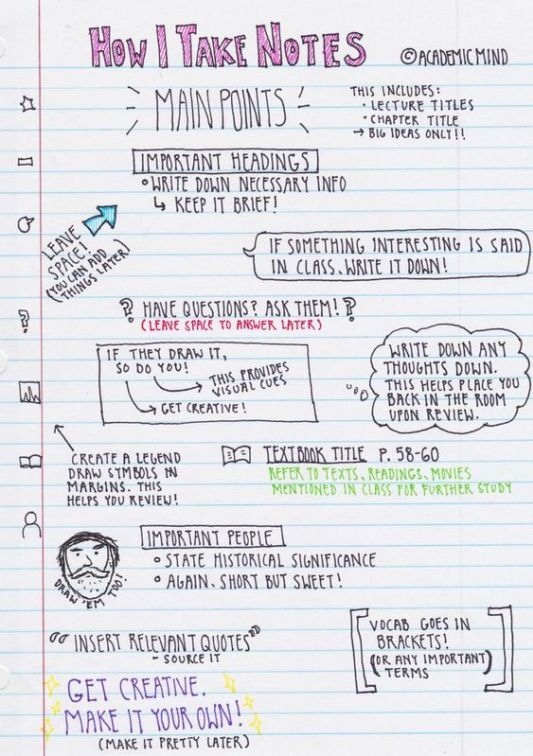 HOW I TAKE NOTES
©ACADEMICMIND
MAIN POINTS
THIS INCLUDES:
• LECTURE TITLES
• CHAPTER TITLE
→ BIG IDEAS ONLY!!
IMPORTANT HEADINGS
• WRITE DOWN NECESSARY INFO
↳ KEEP IT BRIEF!
LEAVE
SPACE!
(YOU CAN ADD
THINGS LATER)
IF SOMETHING INTERESTING IS SAID
IN CLASS, WRITE IT DOWN!
? HAVE QUESTIONS? ASK THEM! ?
(LEAVE SPACE TO ANSWER LATER)
?
IF THEY DRAW IT,
SO DO YOU!
THIS PROVIDES
VISUAL CUES
GET CREATIVE!
WRITE DOWN ANY
THOUGHTS DOWN.
THIS HELPS PLACE YOU
BACK IN THE ROOM
UPON REVIEW.
CREATE A LEGEND
DRAW SYMBOLS IN
MARGINS. THIS
HELPS YOU REVIEW!
TEXTBOOK TITLE P. 58-60
REFER TO TEXTS, READINGS, MOVIES
MENTIONED IN CLASS FOR FURTHER STUDY
IMPORTANT PEOPLE
• STATE HISTORICAL SIGNIFICANCE
• AGAIN, SHORT BUT SWEET!
DRAW 'EM TOO!
"INSERT RELEVANT QUOTES"
- SOURCE IT
VOCAB GOES IN
BRACKETS!
(OR ANY IMPORTANT)
TERMS
GET CREATIVE.
MAKE IT YOUR OWN!
(MAKE IT PRETTY LATER)